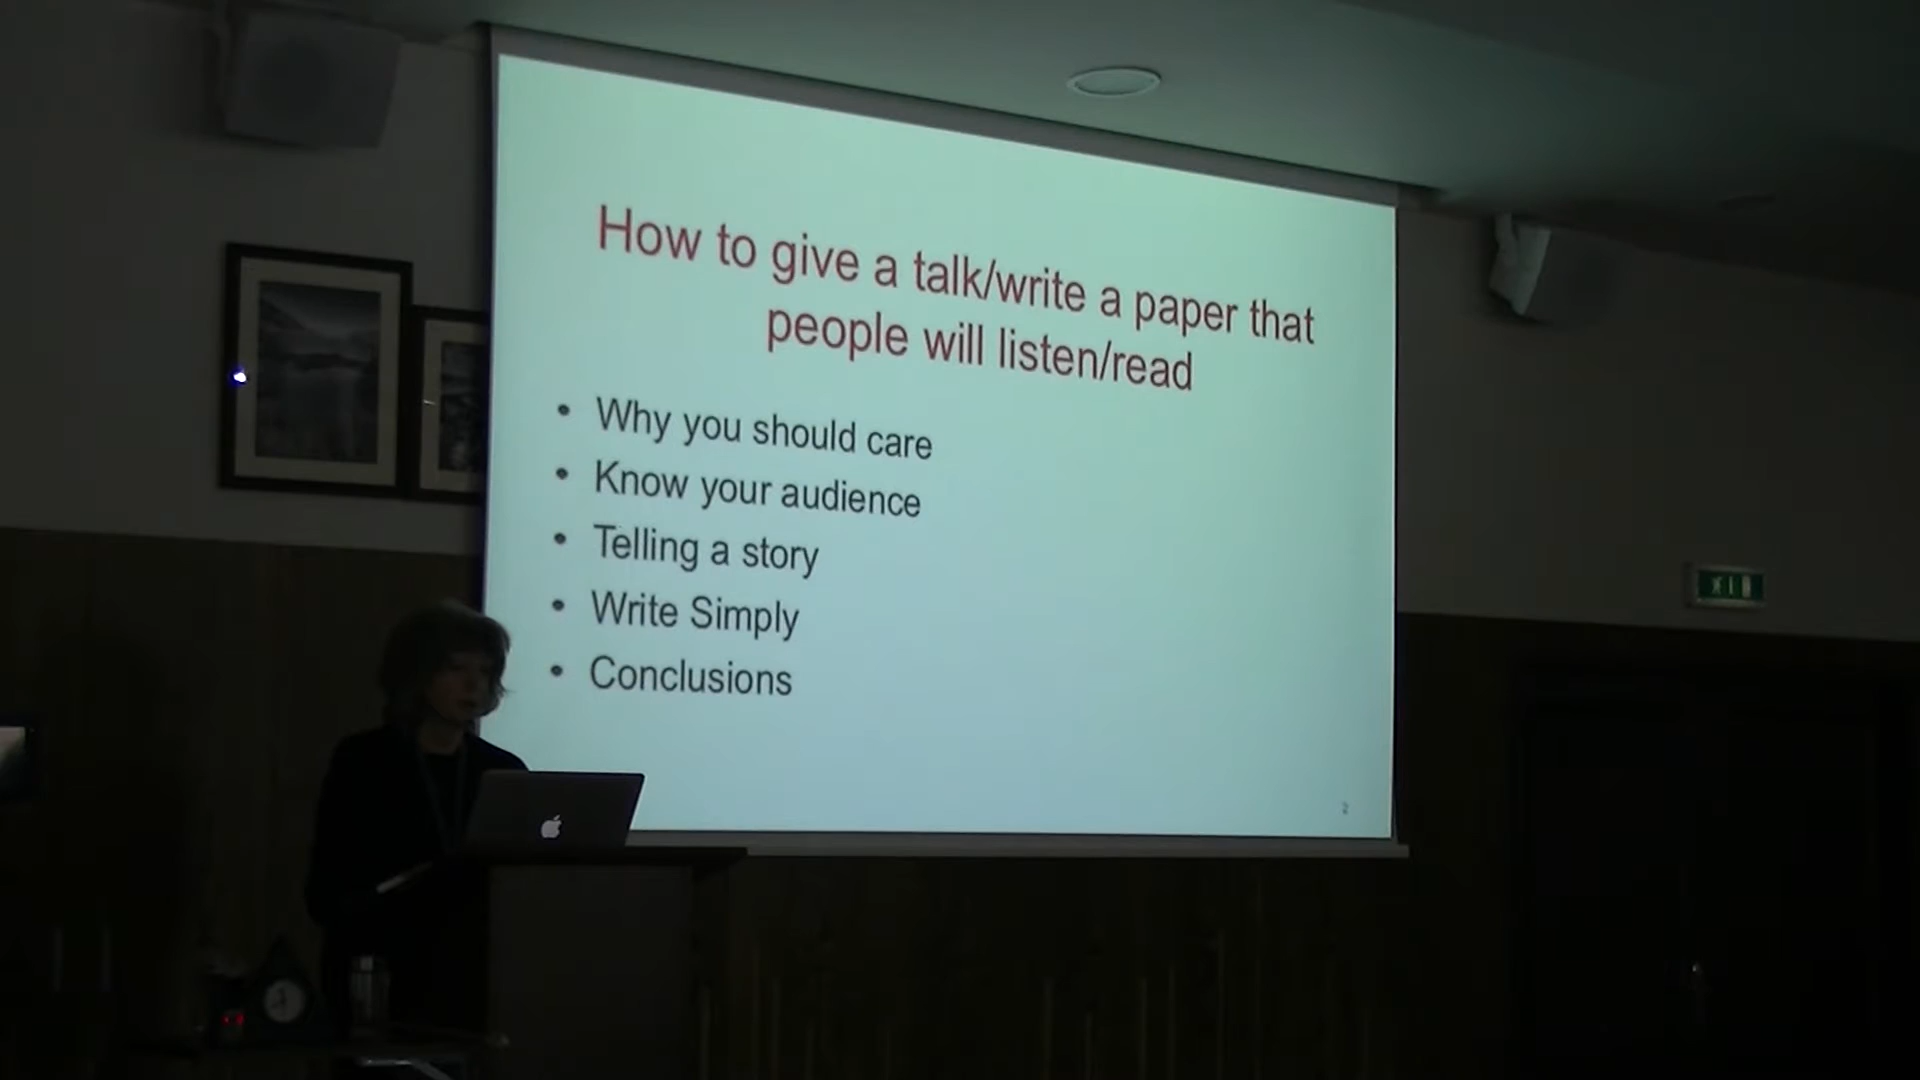 How to give a talk/write a paper that
people will listen/read
• Why you should care
• Know your audience
• Telling a story
• Write Simply
• Conclusions
2